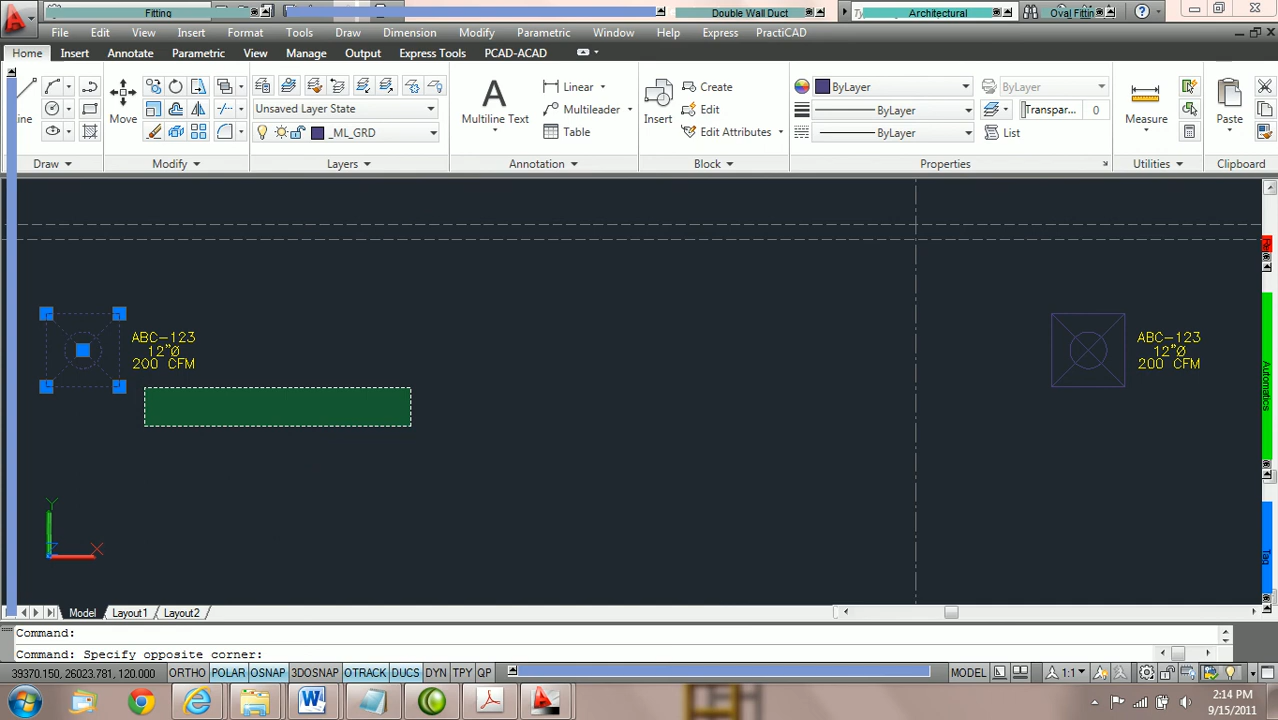 Fitting
Double Wall Duct
Architectural
Oval Fittin
File Edit View Insert Format Tools Draw Dimension Modify Parametric Window Help Express PractiCAD
Home Insert Annotate Parametric View Manage Output Express Tools PCAD-ACAD
Linear
Create
ByLayer
ByLayer
Unsaved Layer State
Multileader
Edit
ByLayer
Transpar... 0
ine
Move
Multiline Text
Insert
Measure
Paste
_ML_GRD
Table
Edit Attributes
ByLayer
List
Draw
Modify
Layers
Annotation
Block
Properties
Utilities
Clipboard
ABC-123
12"Ø
200 CFM
ABC-123
12"Ø
200 CFM
Automatics
Y
X
Model Layout1 Layout2
Command:
Command: Specify opposite corner:
39370.150, 26023.781, 120.000 ORTHO POLAR OSNAP 3DOSNAP OTRACK DUCS DYN TPY QP MODEL 1:1
2:14 PM
9/15/2011